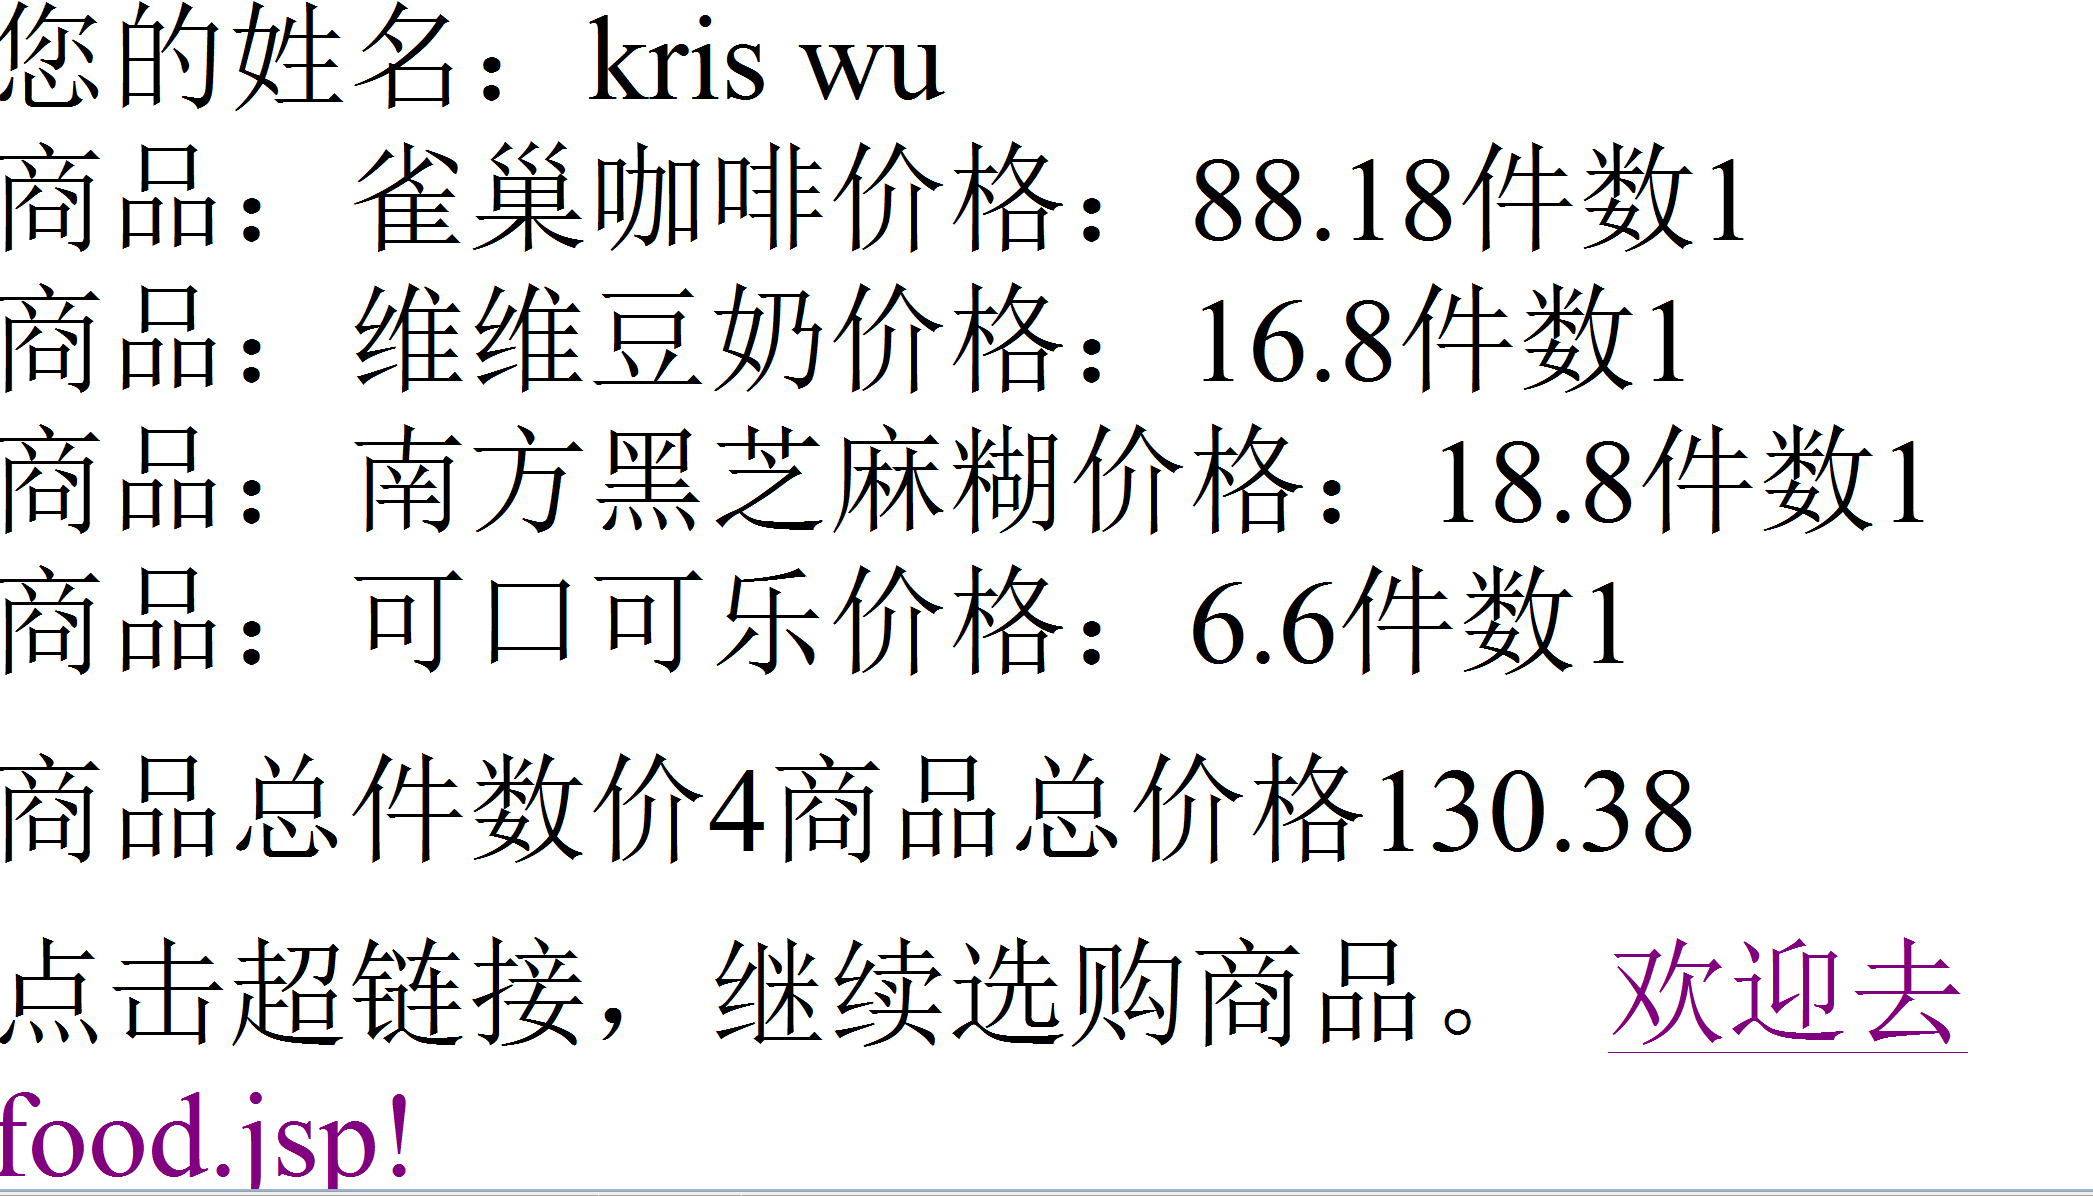 您的姓名：kris wu
商品：雀巢咖啡价格：88.18件数1
商品：维维豆奶价格：16.8件数1
商品：南方黑芝麻糊价格：18.8件数1
商品：可口可乐价格：6.6件数1
商品总件数价4商品总价格130.38
点击超链接，继续选购商品。 欢迎去
food.jsp!